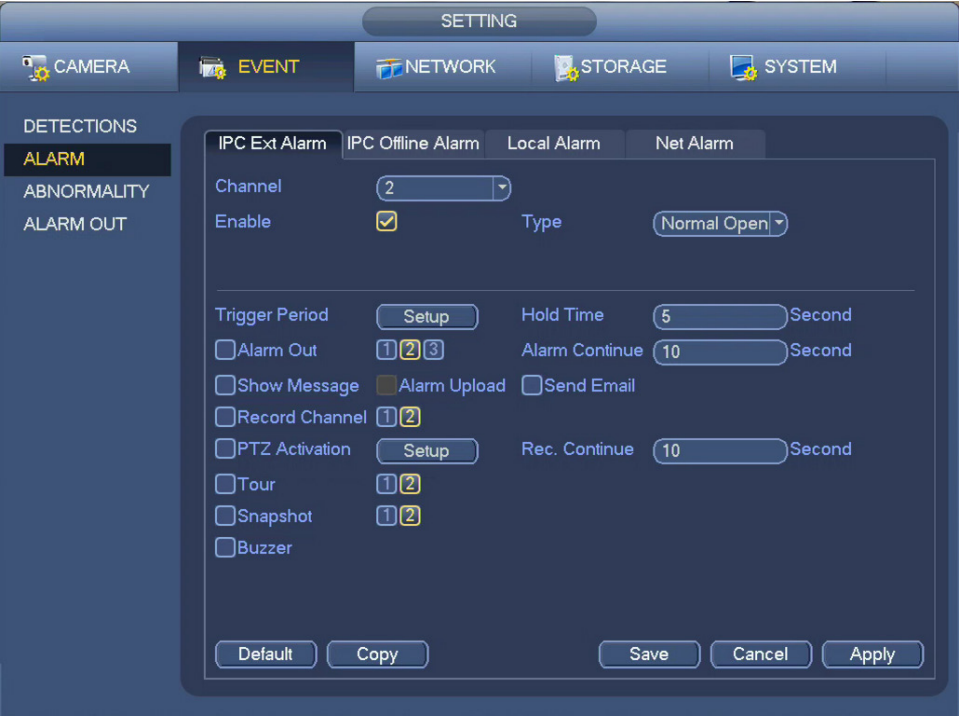 SETTING
CAMERA EVENT NETWORK STORAGE SYSTEM
DETECTIONS
ALARM
ABNORMALITY
ALARM OUT
IPC Ext Alarm IPC Offline Alarm Local Alarm Net Alarm
Channel 2
Enable Type Normal Open
Trigger Period Setup Hold Time 5 Second
Alarm Out 1 2 3 Alarm Continue 10 Second
Show Message Alarm Upload Send Email
Record Channel 1 2
PTZ Activation Setup Rec. Continue 10 Second
Tour 1 2
Snapshot 1 2
Buzzer
Default Copy Save Cancel Apply